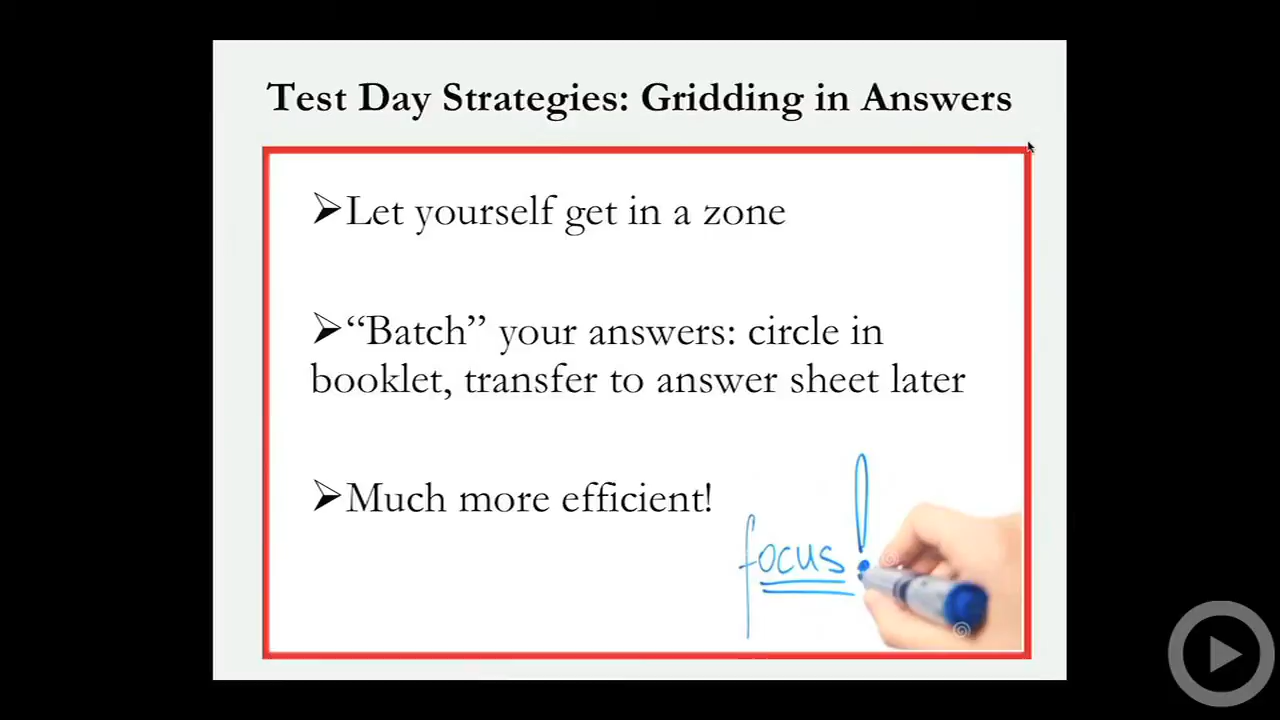 Test Day Strategies: Gridding in Answers
➢Let yourself get in a zone
➢“Batch” your answers: circle in
booklet, transfer to answer sheet later
➢Much more efficient!
focus!